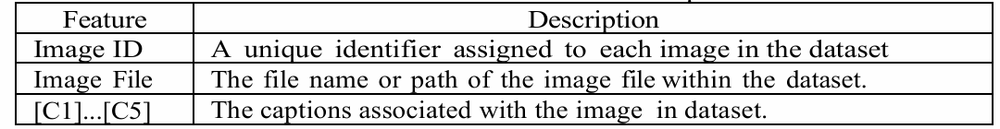 Feature Description
Image ID A unique identifier assigned to each image in the dataset
Image File The file name or path of the image file within the dataset.
[C1]...[C5] The captions associated with the image in dataset.